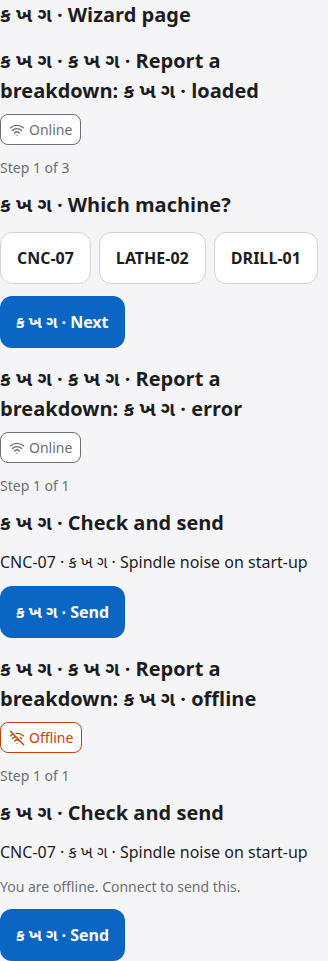 ક ખ ગ · Wizard page
ક ખ ગ · ક ખ ગ · Report a
breakdown: ક ખ ગ · loaded
Online
Step 1 of 3
ક ખ ગ · Which machine?
CNC-07 LATHE-02 DRILL-01
ક ખ ગ · Next
ક ખ ગ · ક ખ ગ · Report a
breakdown: ક ખ ગ · error
Online
Step 1 of 1
ક ખ ગ · Check and send
CNC-07 · ક ખ ગ · Spindle noise on start-up
ક ખ ગ · Send
ક ખ ગ · ક ખ ગ · Report a
breakdown: ક ખ ગ · offline
Offline
Step 1 of 1
ક ખ ગ · Check and send
CNC-07 · ક ખ ગ · Spindle noise on start-up
You are offline. Connect to send this.
ક ખ ગ · Send